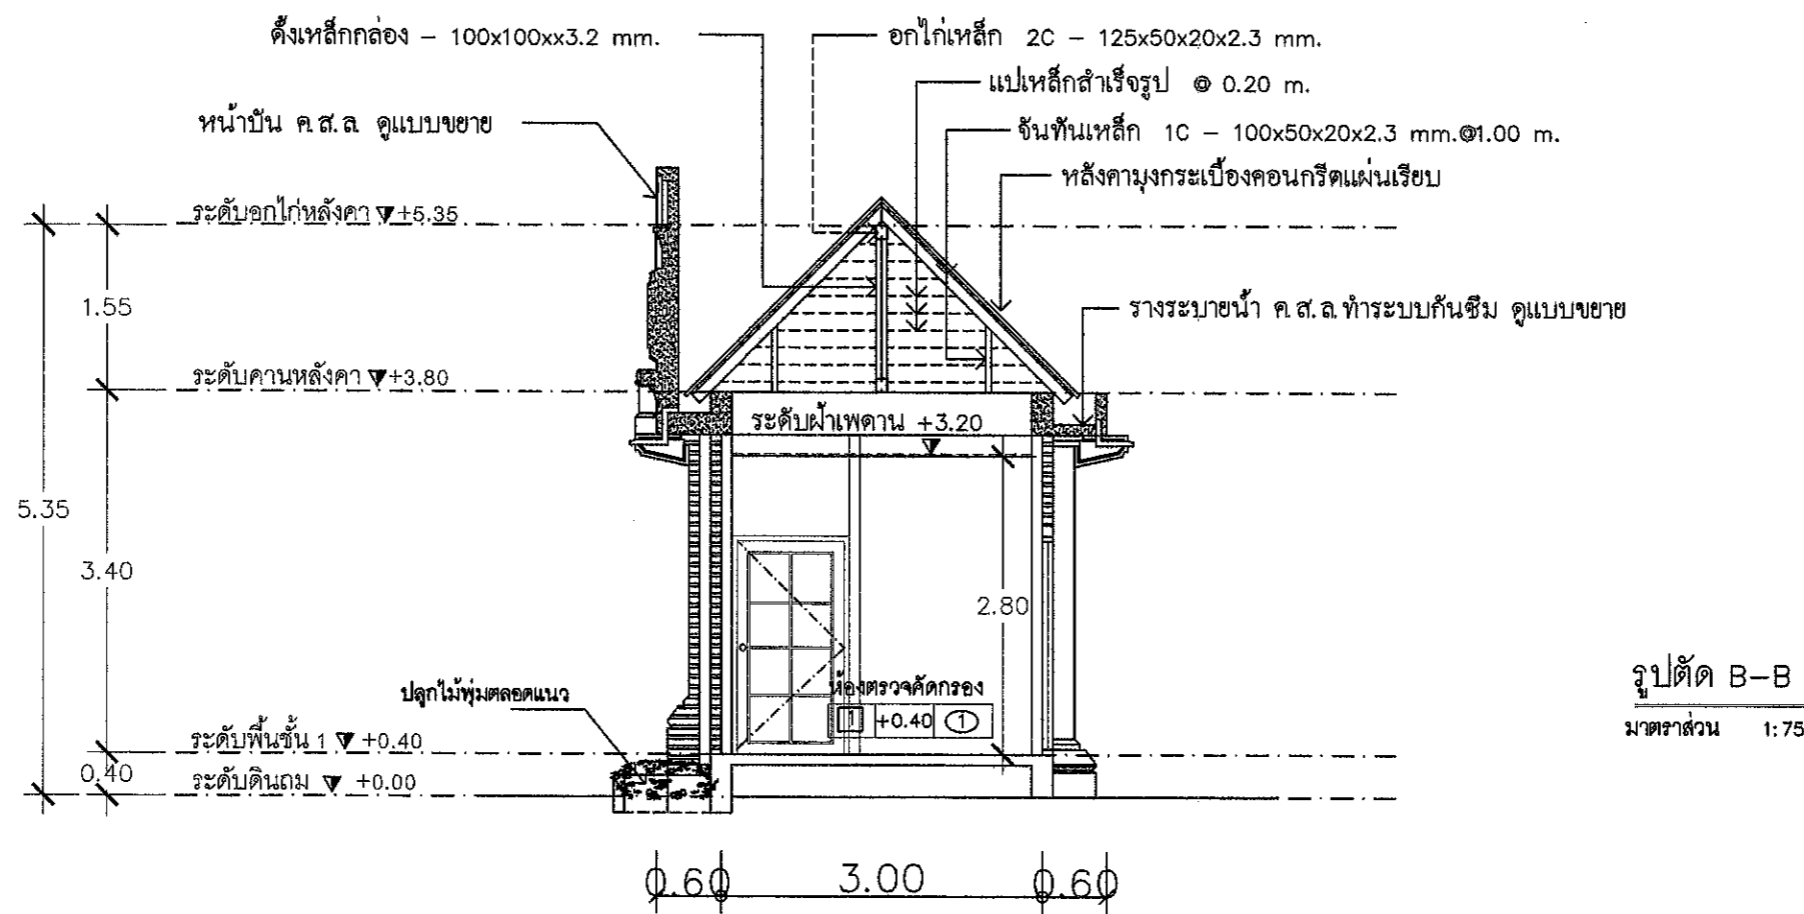 ดั้งเหล็กกล่อง – 100x100xx3.2 mm.
อกไก่เหล็ก 2C – 125x50x20x2.3 mm.
แปเหล็กสำเร็จรูป @ 0.20 m.
หน้าบัน ค.ส.ล. ดูแบบขยาย
จันทันเหล็ก 1C – 100x50x20x2.3 mm.@1.00 m.
หลังคามุงกระเบื้องคอนกรีตแผ่นเรียบ
ระดับอกไก่หลังคา +5.35
1.55
รางระบายน้ำ ค.ส.ล.ทำระบบกันซึม ดูแบบขยาย
ระดับคานหลังคา +3.80
ระดับฝ้าเพดาน +3.20
5.35
3.40
2.80
ปลูกไม้พุ่มตลอดแนว
ห้องตรวจคัดกรอง
1 +0.40 1
รูปตัด B-B
มาตราส่วน 1:75
ระดับพื้นชั้น 1 +0.40
0.40
ระดับดินถม +0.00
0.60 3.00 0.60